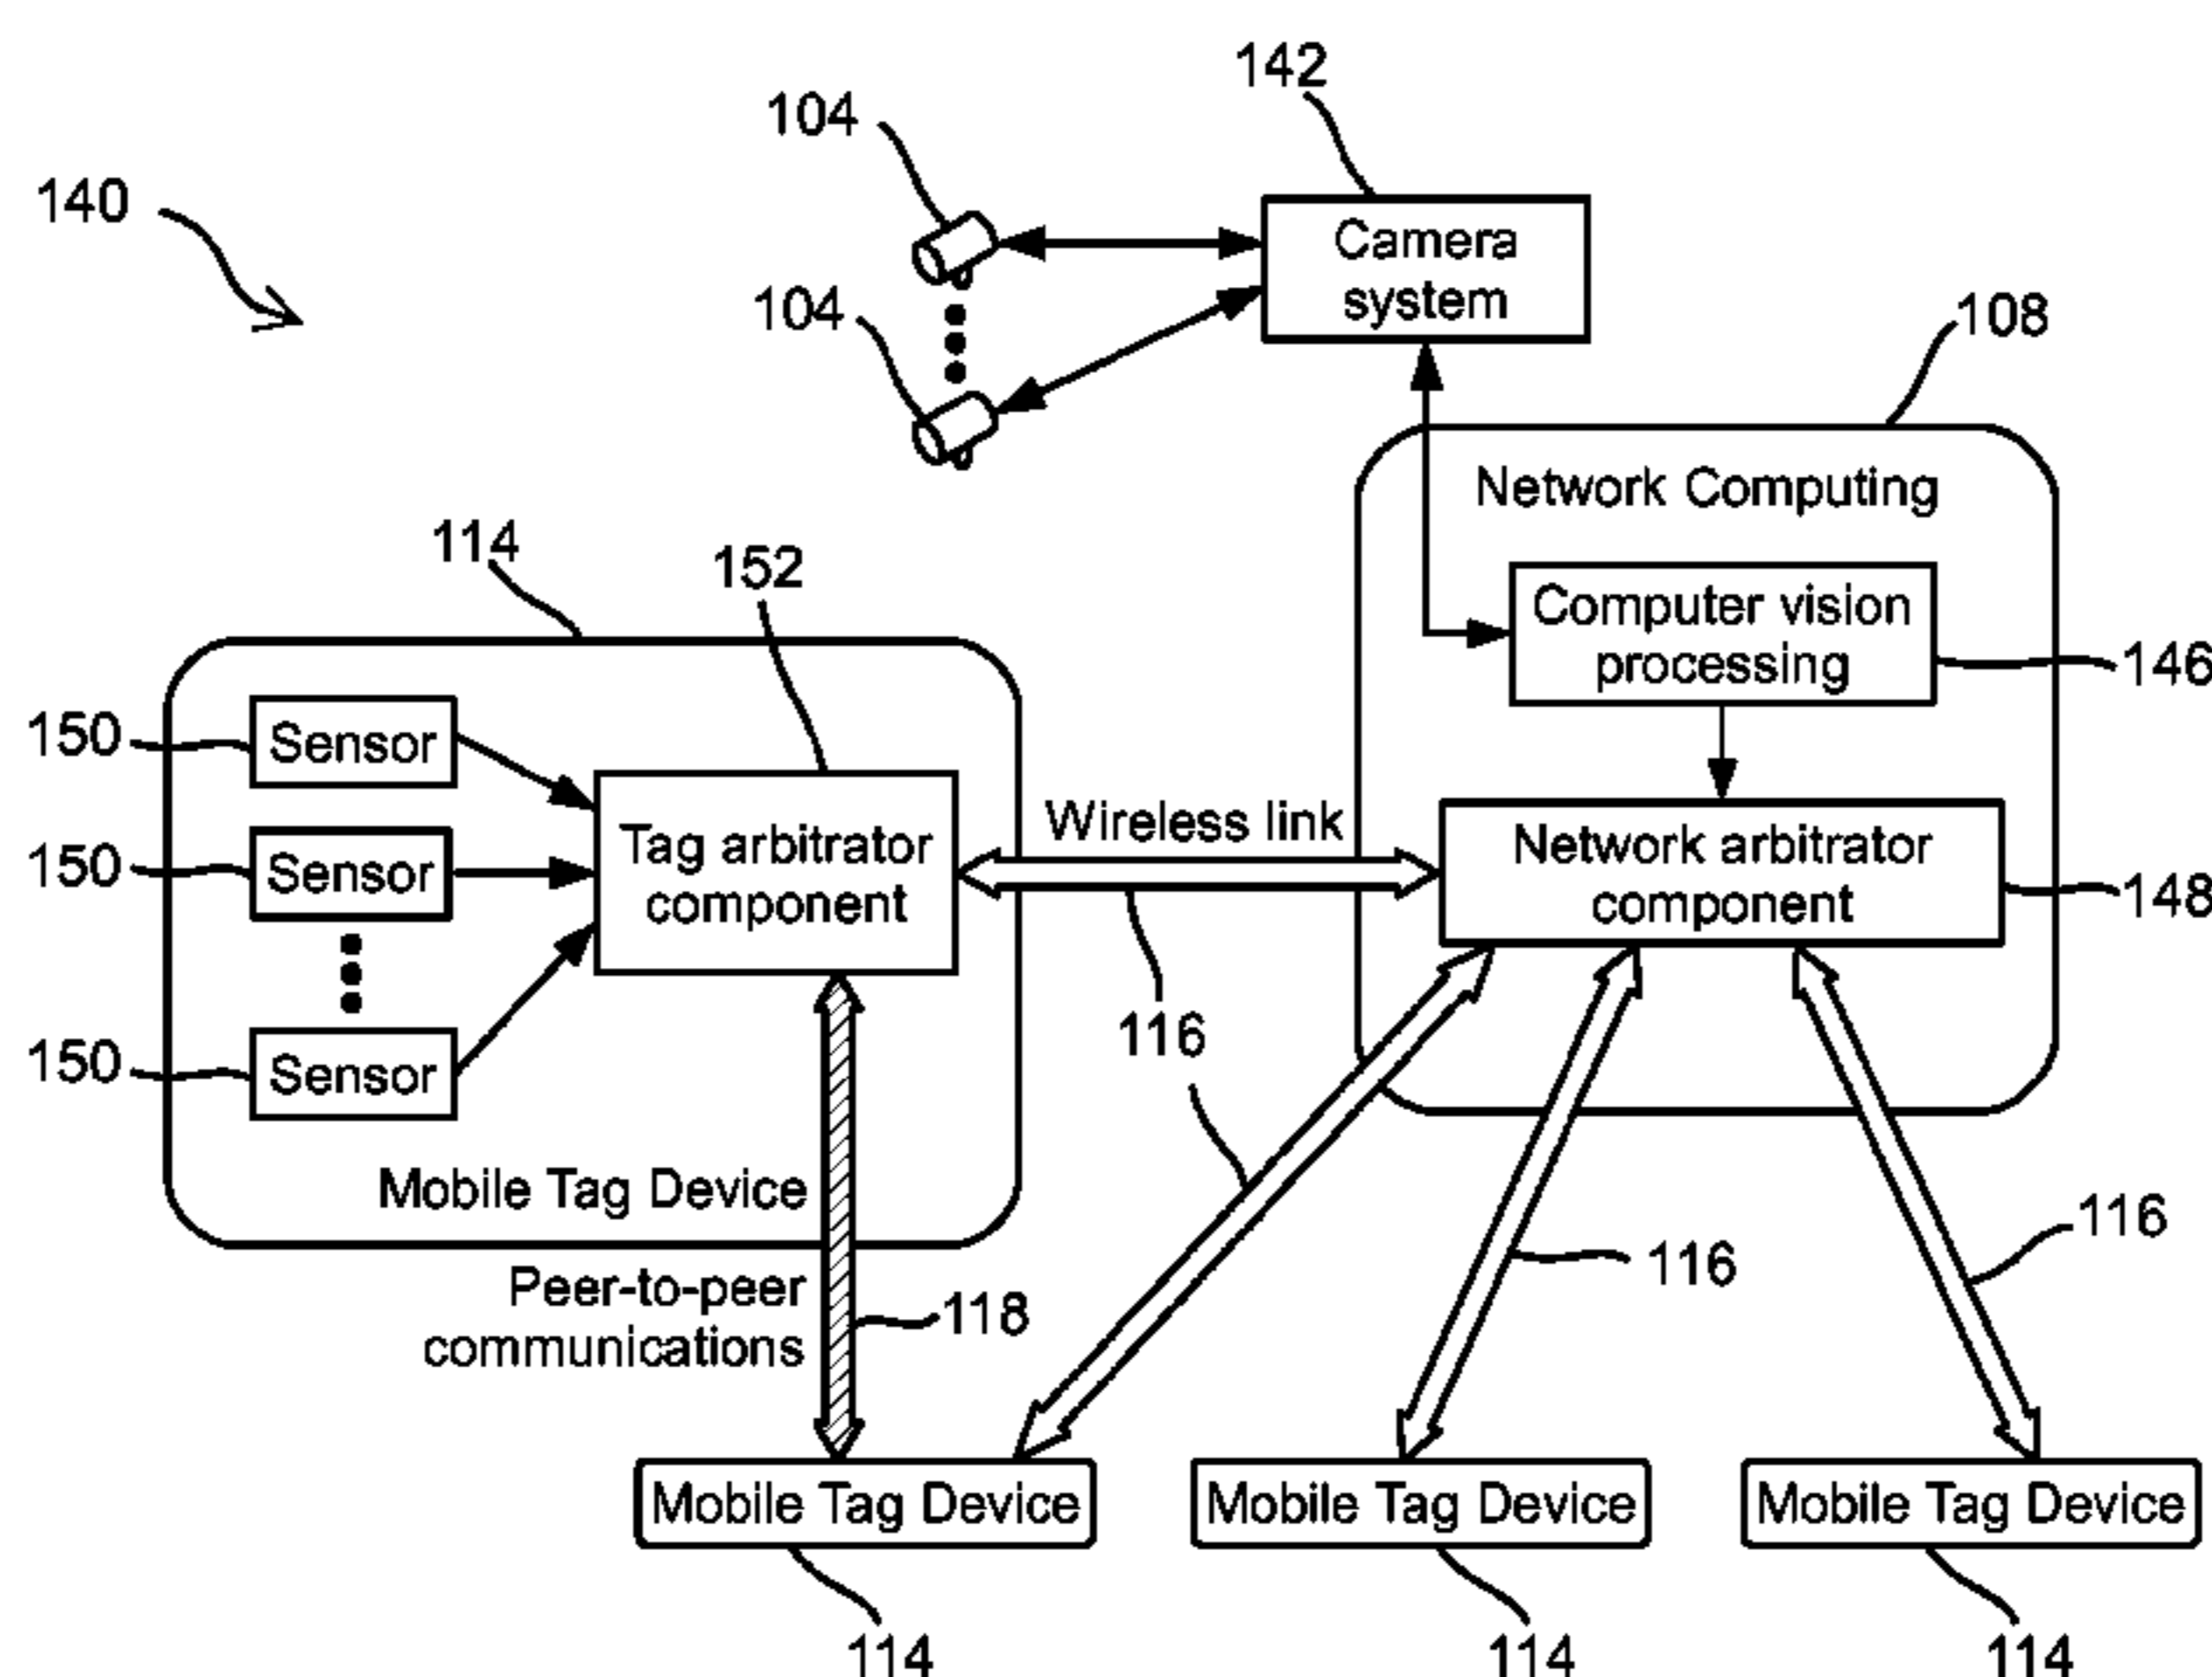 142
104
140
Camera
system
104
108
Network Computing
114
152
Computer vision
processing
146
150
Sensor
Wireless link
Tag arbitrator
component
Network arbitrator
component
150
Sensor
148
116
150
Sensor
Mobile Tag Device
116
116
116
Peer-to-peer
communications
118
Mobile Tag Device
Mobile Tag Device
Mobile Tag Device
114
114
114